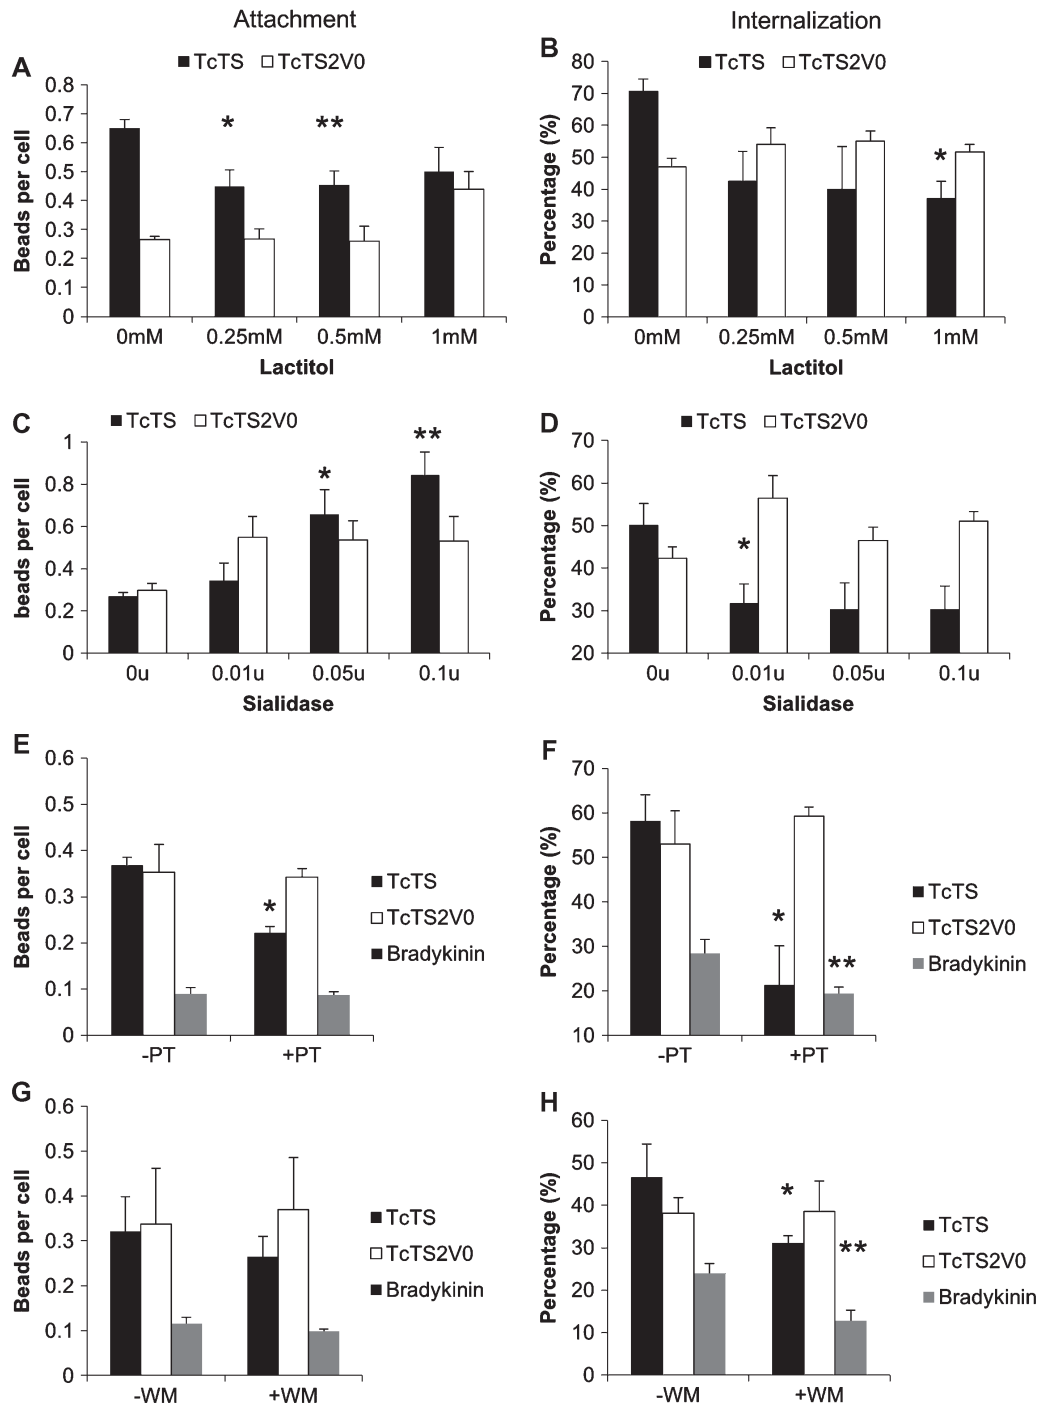 Attachment
Internalization
A
TcTS TcTS2V0
0.8
0.7
0.6
0.5
0.4
0.3
0.2
0.1
0
Beads per cell
* **
0mM 0.25mM 0.5mM 1mM
Lactitol
B
TcTS TcTS2V0
80
70
60
50
40
30
20
10
0
Percentage (%)
*
0mM 0.25mM 0.5mM 1mM
Lactitol
C
TcTS TcTS2V0
1
0.8
0.6
0.4
0.2
0
beads per cell
* **
0u 0.01u 0.05u 0.1u
Sialidase
D
TcTS TcTS2V0
70
60
50
40
30
20
Percentage (%)
*
0u 0.01u 0.05u 0.1u
Sialidase
E
0.6
0.5
0.4
0.3
0.2
0.1
0
Beads per cell
*
-PT +PT
TcTS
TcTS2V0
Bradykinin
F
70
60
50
40
30
20
10
Percentage (%)
* **
-PT +PT
TcTS
TcTS2V0
Bradykinin
G
0.6
0.5
0.4
0.3
0.2
0.1
0
Beads per cell
-WM +WM
TcTS
TcTS2V0
Bradykinin
H
60
50
40
30
20
10
0
Percentage (%)
* **
-WM +WM
TcTS
TcTS2V0
Bradykinin